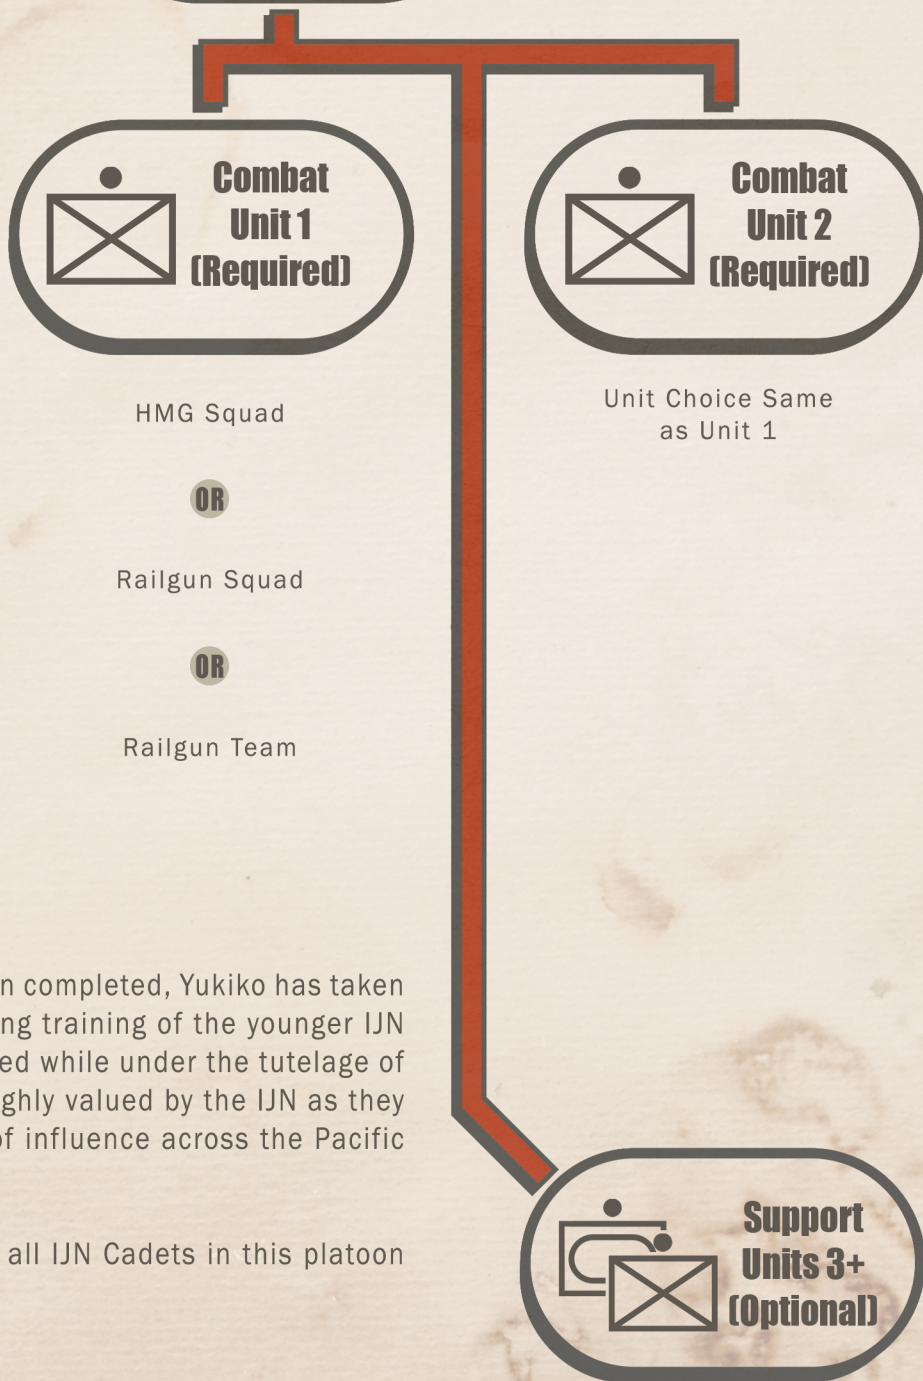 Combat
Unit 1
(Required)
Combat
Unit 2
(Required)
HMG Squad
OR
Railgun Squad
OR
Railgun Team
Unit Choice Same
as Unit 1
n completed, Yukiko has taken
ng training of the younger IJN
ed while under the tutelage of
ghly valued by the IJN as they
of influence across the Pacific
all IJN Cadets in this platoon
Support
Units 3+
(Optional)